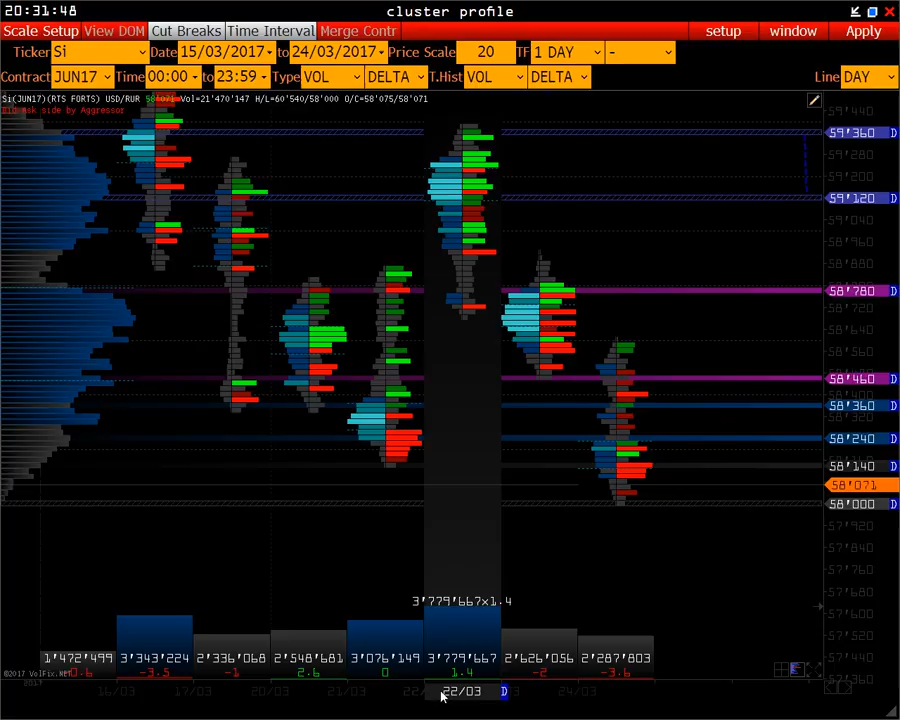 20:31:48 cluster profile
Scale Setup View DOM Cut Breaks Time Interval Merge Contr setup window Apply
Ticker Si Date 15/03/2017 to 24/03/2017 Price Scale 20 TF 1 DAY -
Contract JUN17 Time 00:00 to 23:59 Type VOL DELTA T.Hist VOL DELTA Line DAY
Si(JUN17)(RTS FORTS) USD/RUR 58'071 Vol=21'470'147 H/L=60'540/58'000 O/C=58'075/58'071
Bid Ask side by Aggressor
59'440
59'360 D
59'280
59'200
59'120 D
59'040
58'960
58'880
58'780 D
58'720
58'640
58'560
58'460 D
58'400
58'360 D
58'320
58'240 D
58'140 D
58'071
58'000 D
57'920
57'840
57'760
57'680
57'600
57'520
57'440
57'360
3'779'667x1.4
1'472'499 3'343'224 2'336'068 2'548'681 3'076'149 3'779'667 2'626'056 2'287'803
-3.5 -1 2.6 0 1.4 -2 -3.6
©2017 VolFix.NET
2017 16/03 17/03 20/03 21/03 22/03 D 23/03 24/03